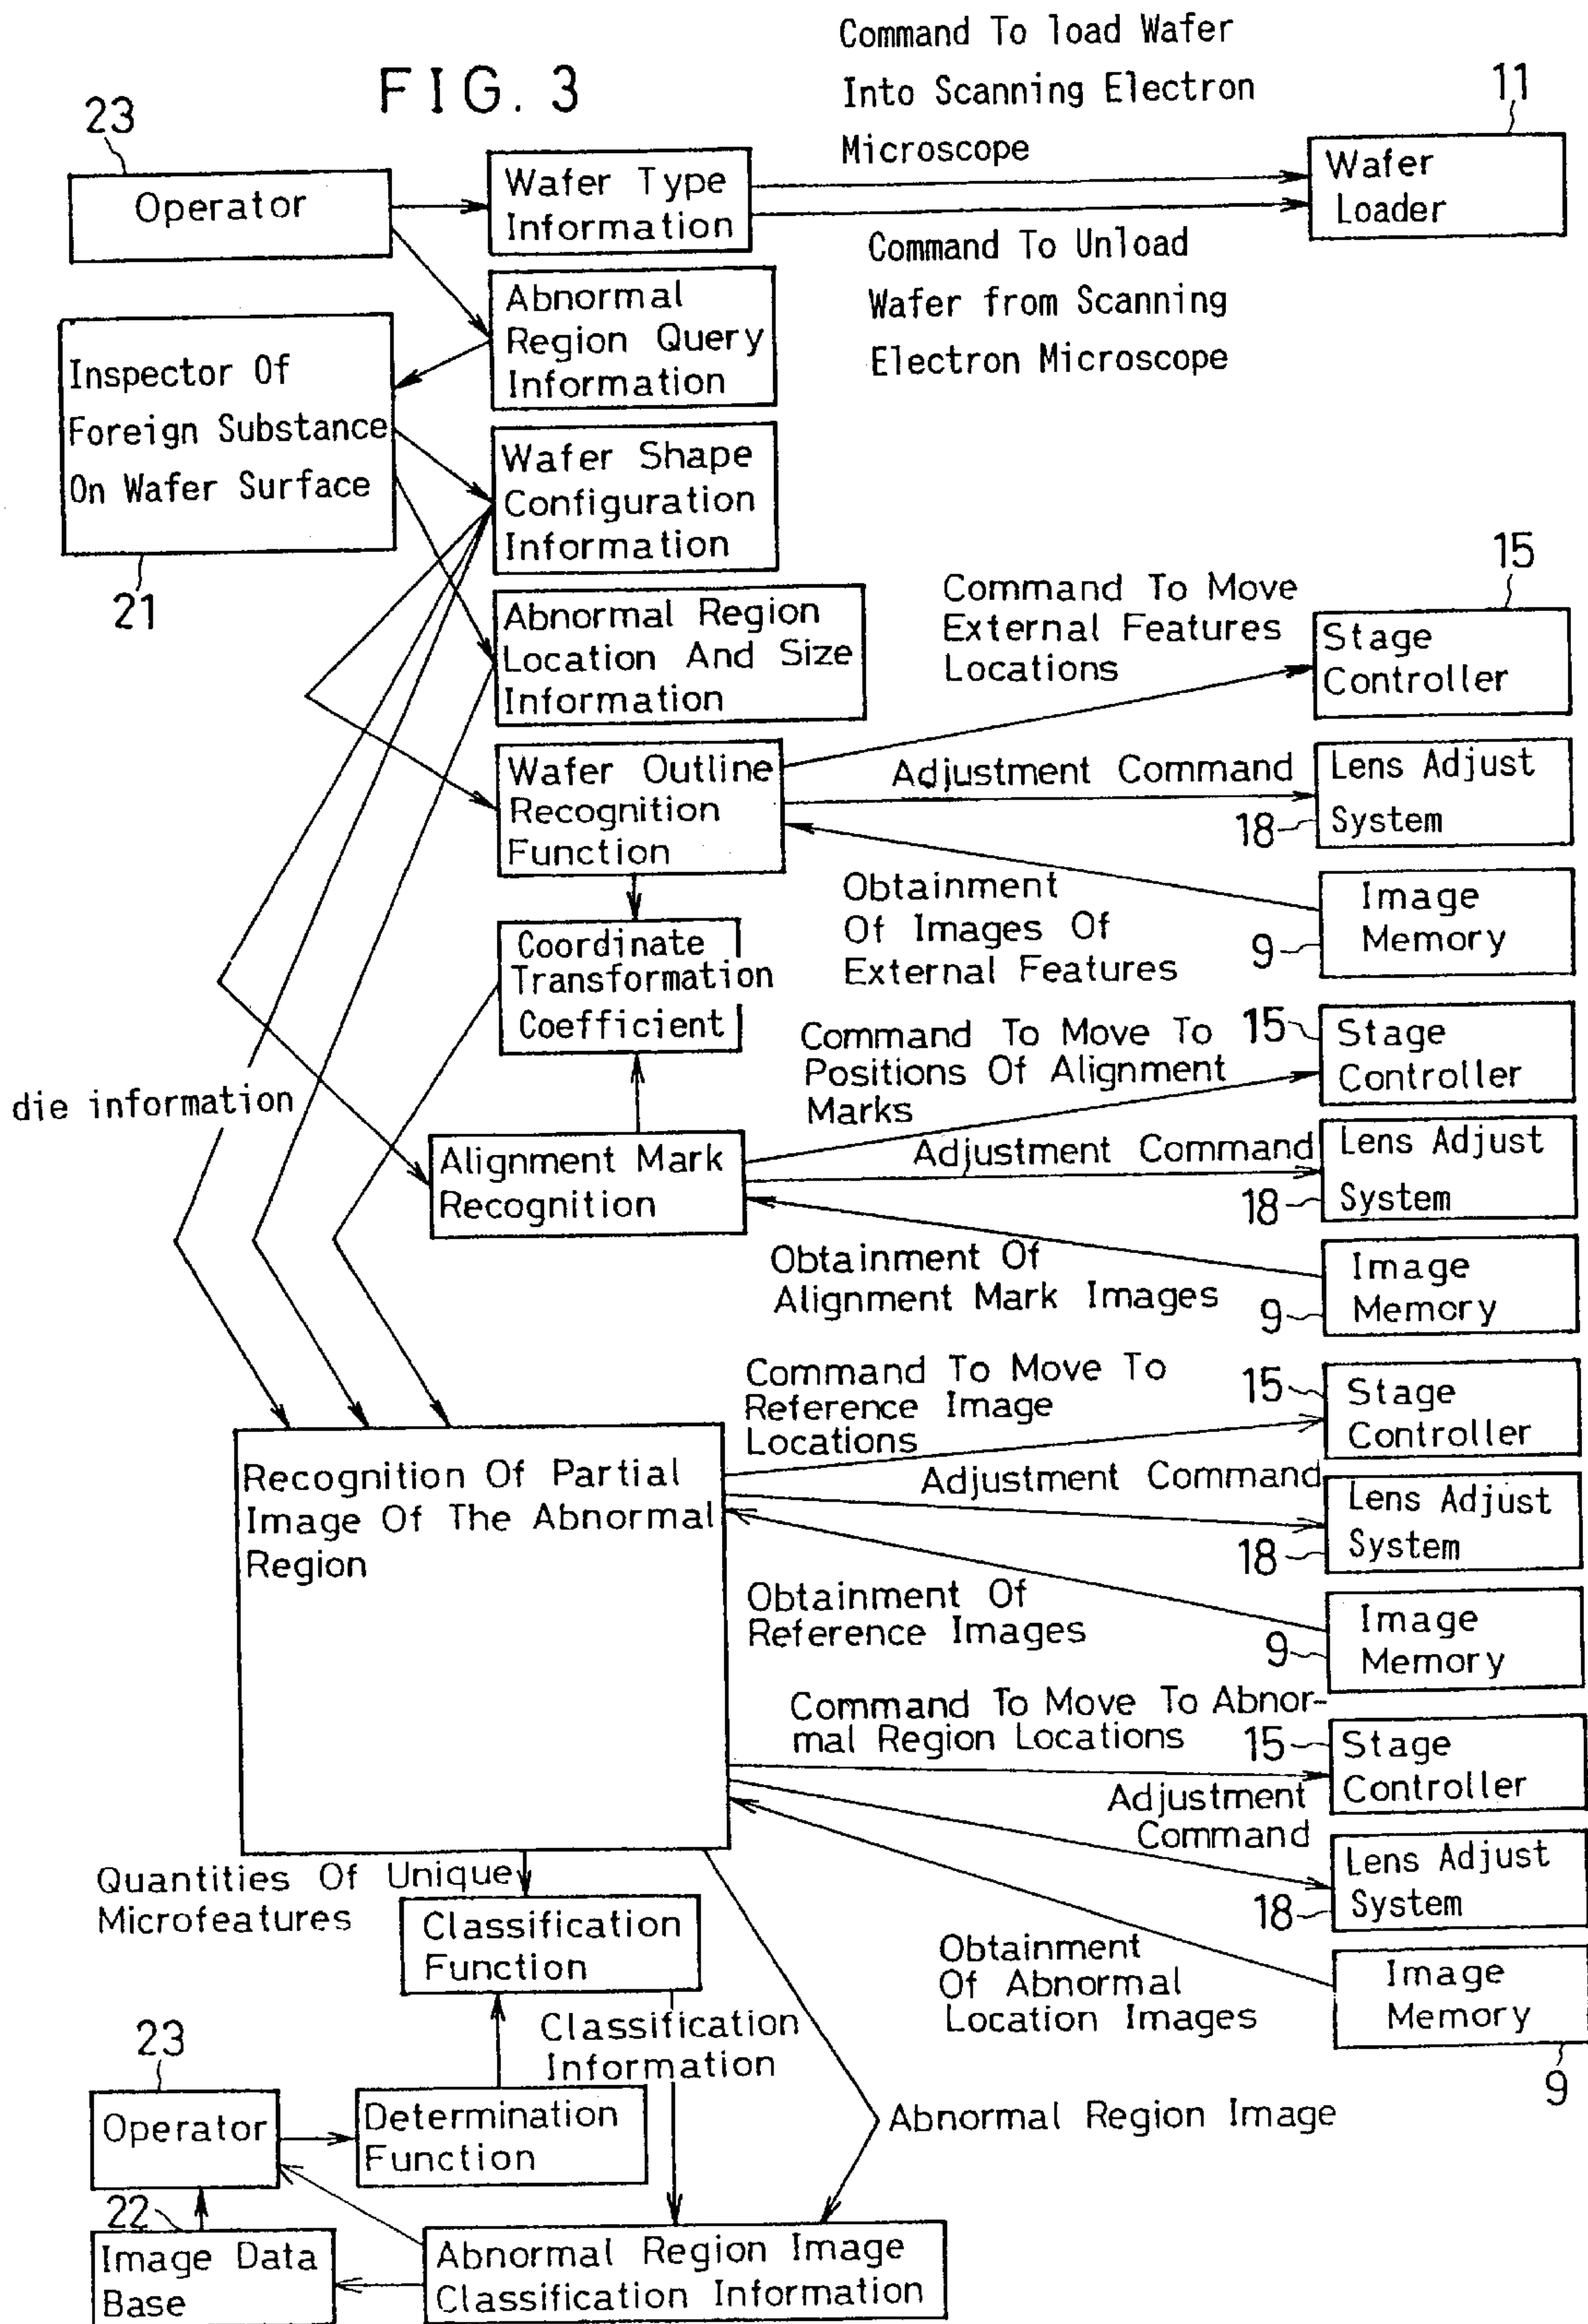 FIG. 3
Command To load Wafer
Into Scanning Electron
Microscope
23
Operator
Wafer Type
Information
11
Wafer
Loader
Command To Unload
Wafer from Scanning
Electron Microscope
Abnormal
Region Query
Information
Inspector Of
Foreign Substance
On Wafer Surface
21
Wafer Shape
Configuration
Information
Abnormal Region
Location And Size
Information
Command To Move
External Features
Locations
15
Stage
Controller
Wafer Outline
Recognition
Function
Adjustment Command
Lens Adjust
System
18
Obtainment
Of Images Of
External Features
Image
Memory
9
Coordinate
Transformation
Coefficient
Command To Move To
Positions Of Alignment
Marks
15
Stage
Controller
die information
Alignment Mark
Recognition
Adjustment Command
Lens Adjust
System
18
Obtainment Of
Alignment Mark Images
Image
Memory
9
Command To Move To
Reference Image
Locations
15
Stage
Controller
Recognition Of Partial
Image Of The Abnormal
Region
Adjustment Command
Lens Adjust
System
18
Obtainment Of
Reference Images
Image
Memory
9
Command To Move To Abnor-
mal Region Locations
15
Stage
Controller
Adjustment
Command
Lens Adjust
System
18
Obtainment
Of Abnormal
Location Images
Image
Memory
9
Quantities Of Unique
Microfeatures
Classification
Function
Classification
Information
23
Operator
Determination
Function
Abnormal Region Image
22
Image Data
Base
Abnormal Region Image
Classification Information